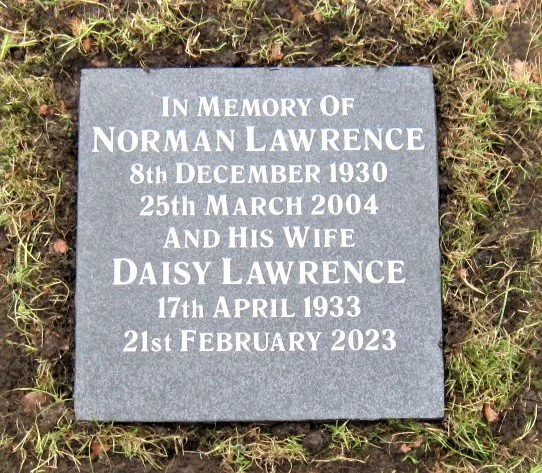 IN MEMORY OF
NORMAN LAWRENCE
8th DECEMBER 1930
25th MARCH 2004
AND HIS WIFE
DAISY LAWRENCE
17th APRIL 1933
21st FEBRUARY 2023